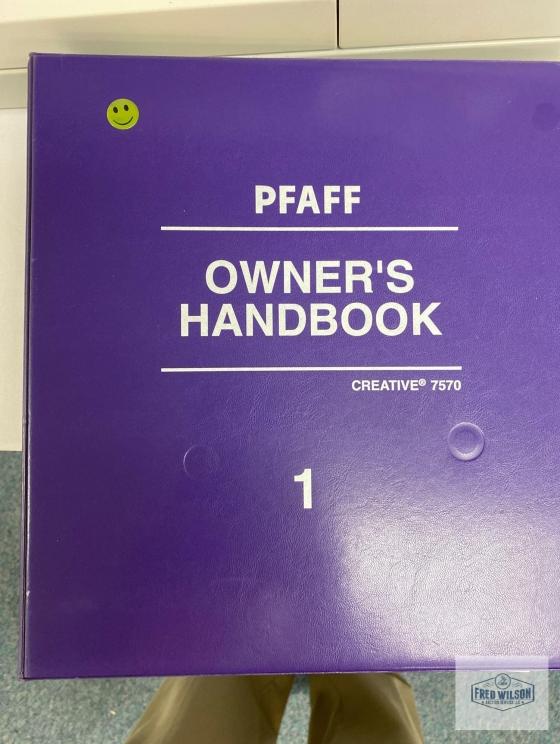 PFAFF
OWNER'S
HANDBOOK
CREATIVE® 7570
1
FRED WILSON